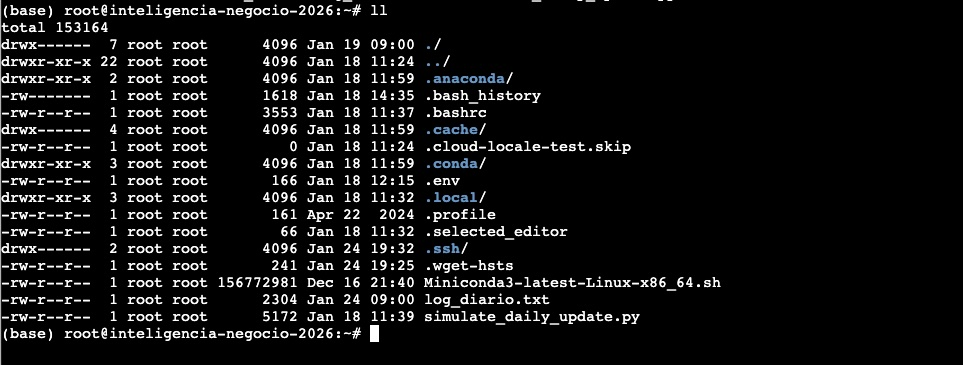 (base) root@inteligencia-negocio-2026:~# ll
total 153164
drwx------  7 root root      4096 Jan 19 09:00 ./
drwxr-xr-x 22 root root      4096 Jan 18 11:24 ../
drwxr-xr-x  2 root root      4096 Jan 18 11:59 .anaconda/
-rw-------  1 root root      1618 Jan 18 14:35 .bash_history
-rw-r--r--  1 root root      3553 Jan 18 11:37 .bashrc
drwx------  4 root root      4096 Jan 18 11:59 .cache/
-rw-r--r--  1 root root         0 Jan 18 11:24 .cloud-locale-test.skip
drwxr-xr-x  3 root root      4096 Jan 18 11:59 .conda/
-rw-r--r--  1 root root       166 Jan 18 12:15 .env
drwxr-xr-x  3 root root      4096 Jan 18 11:32 .local/
-rw-r--r--  1 root root       161 Apr 22  2024 .profile
-rw-r--r--  1 root root        66 Jan 18 11:32 .selected_editor
drwx------  2 root root      4096 Jan 24 19:32 .ssh/
-rw-r--r--  1 root root       241 Jan 24 19:25 .wget-hsts
-rw-r--r--  1 root root 156772981 Dec 16 21:40 Miniconda3-latest-Linux-x86_64.sh
-rw-r--r--  1 root root      2304 Jan 24 09:00 log_diario.txt
-rw-r--r--  1 root root      5172 Jan 18 11:39 simulate_daily_update.py
(base) root@inteligencia-negocio-2026:~#